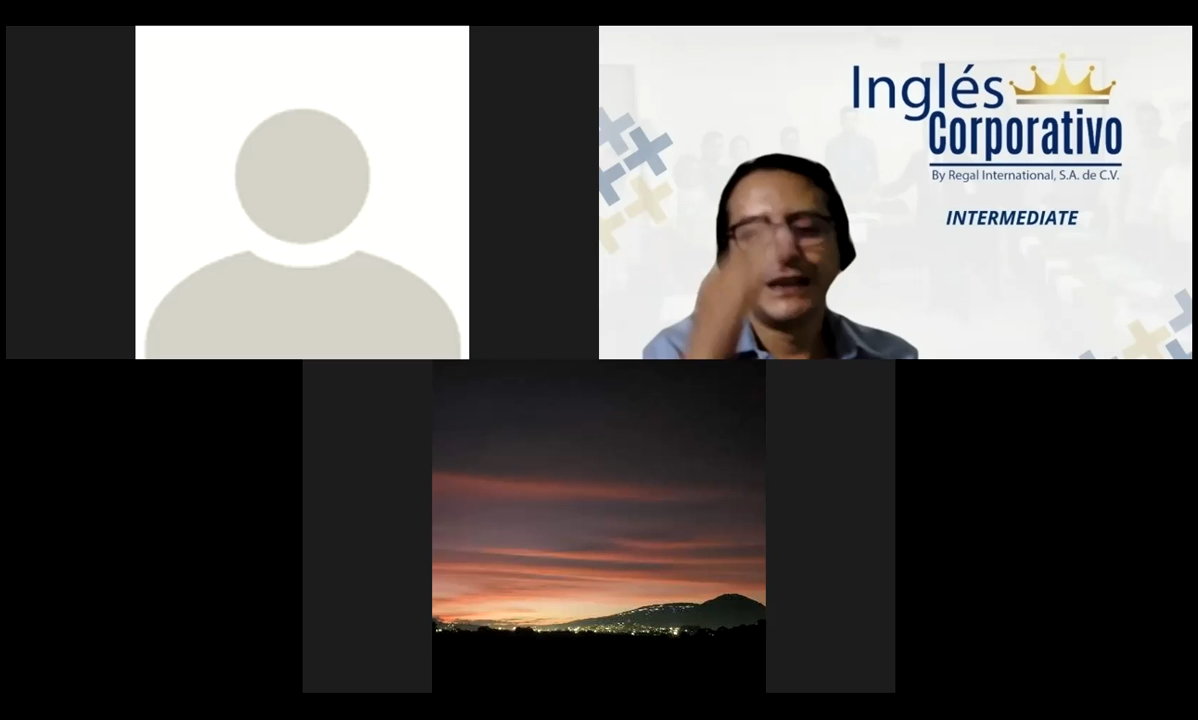 Inglés
Corporativo
By Regal International, S.A. de C.V.
INTERMEDIATE